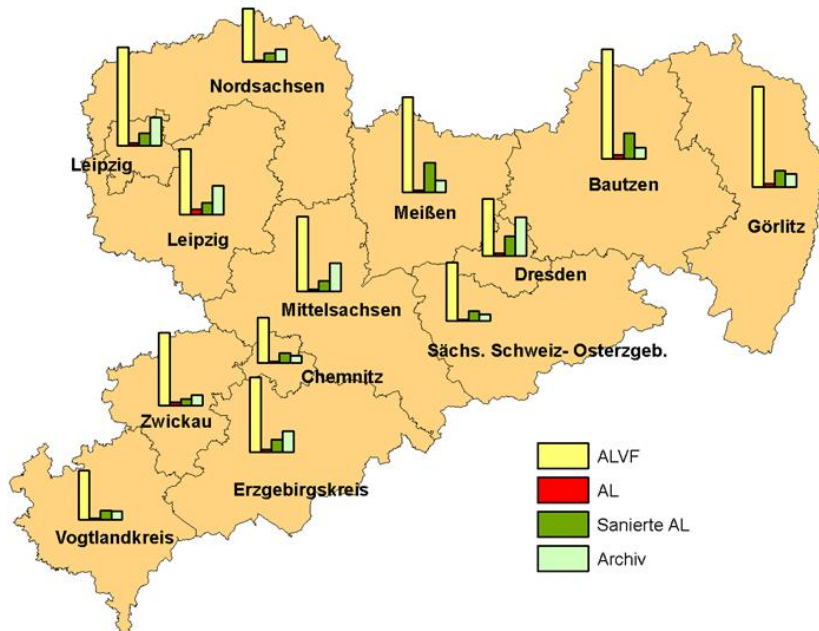 Nordsachsen
Leipzig
Leipzig
Meißen
Bautzen
Görlitz
Dresden
Mittelsachsen
Sächs. Schweiz- Osterzgeb.
Chemnitz
Zwickau
Erzgebirgskreis
Vogtlandkreis
ALVF
AL
Sanierte AL
Archiv